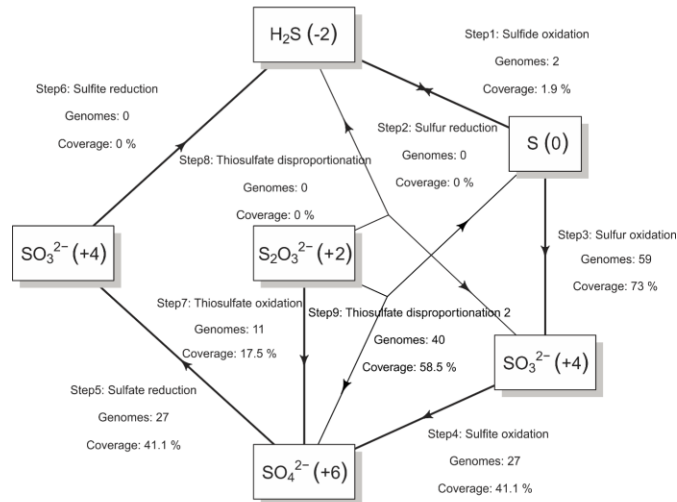 H₂S (-2)
Step1: Sulfide oxidation
Genomes: 2
Coverage: 1.9 %
Step6: Sulfite reduction
Genomes: 0
Coverage: 0 %
Step2: Sulfur reduction
Genomes: 0
Coverage: 0 %
S (0)
Step8: Thiosulfate disproportionation
Genomes: 0
Coverage: 0 %
SO₃²⁻ (+4)
S₂O₃²⁻ (+2)
Step3: Sulfur oxidation
Genomes: 59
Coverage: 73 %
Step7: Thiosulfate oxidation
Genomes: 11
Coverage: 17.5 %
Step9: Thiosulfate disproportionation 2
Genomes: 40
Coverage: 58.5 %
SO₃²⁻ (+4)
Step5: Sulfate reduction
Genomes: 27
Coverage: 41.1 %
Step4: Sulfite oxidation
Genomes: 27
Coverage: 41.1 %
SO₄²⁻ (+6)